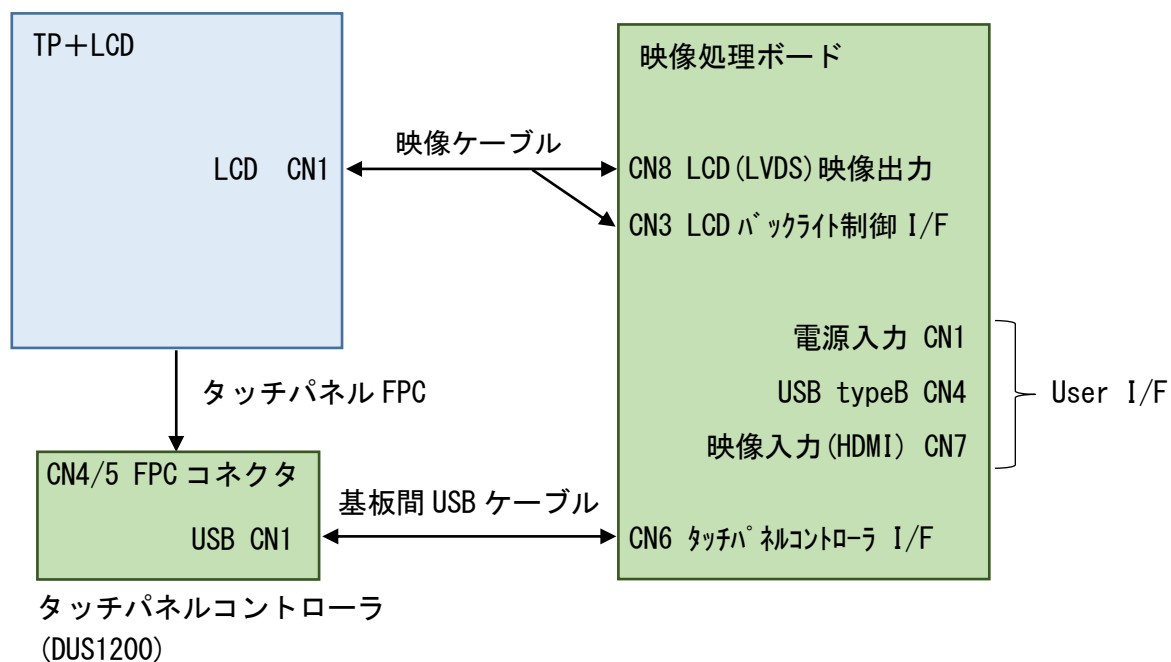 TP+LCD
映像処理ボード
映像ケーブル
LCD CN1
CN8 LCD(LVDS)映像出力
CN3 LCD バックライト制御 I/F
電源入力 CN1
USB typeB CN4
User I/F
映像入力(HDMI) CN7
タッチパネル FPC
CN4/5 FPC コネクタ
基板間 USB ケーブル
USB CN1
CN6 タッチパネルコントローラ I/F
タッチパネルコントローラ
(DUS1200)